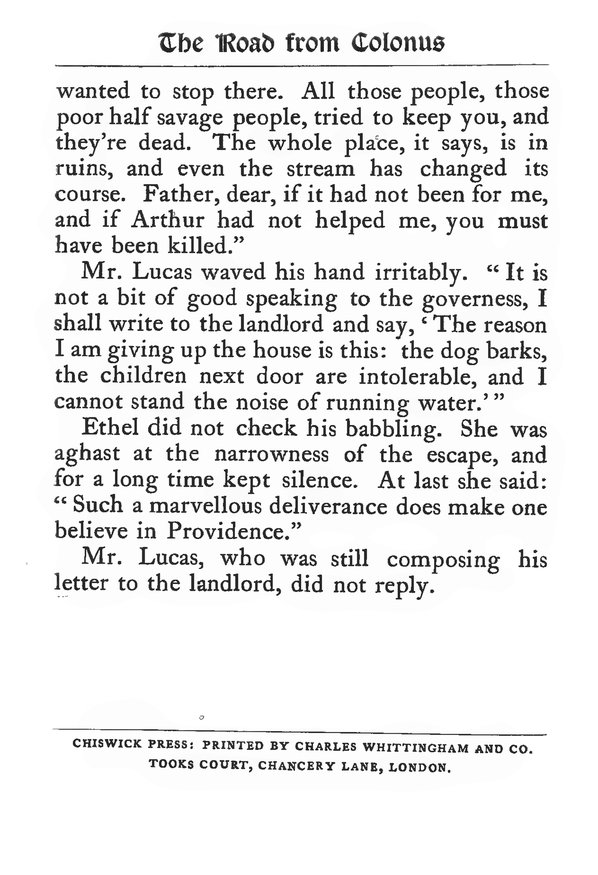 The Road from Colonus
wanted to stop there. All those people, those
poor half savage people, tried to keep you, and
they're dead. The whole place, it says, is in
ruins, and even the stream has changed its
course. Father, dear, if it had not been for me,
and if Arthur had not helped me, you must
have been killed.”
Mr. Lucas waved his hand irritably. “It is
not a bit of good speaking to the governess, I
shall write to the landlord and say, ‘The reason
I am giving up the house is this: the dog barks,
the children next door are intolerable, and I
cannot stand the noise of running water.’”
Ethel did not check his babbling. She was
aghast at the narrowness of the escape, and
for a long time kept silence. At last she said:
“Such a marvellous deliverance does make one
believe in Providence.”
Mr. Lucas, who was still composing his
letter to the landlord, did not reply.
CHISWICK PRESS: PRINTED BY CHARLES WHITTINGHAM AND CO.
TOOKS COURT, CHANCERY LANE, LONDON.